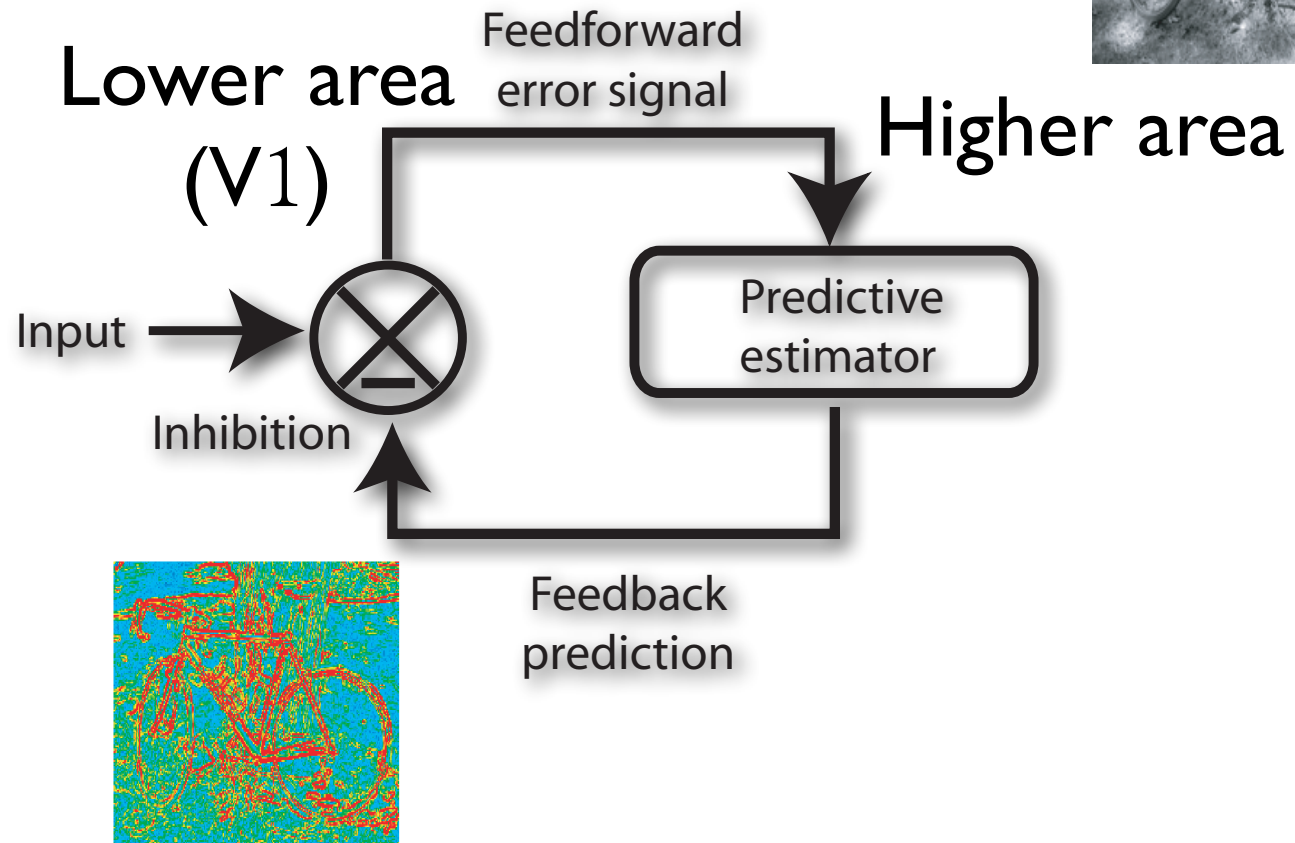 Feedforward
error signal
Lower area
(V1)
Higher area
Input
Predictive
estimator
Inhibition
Feedback
prediction